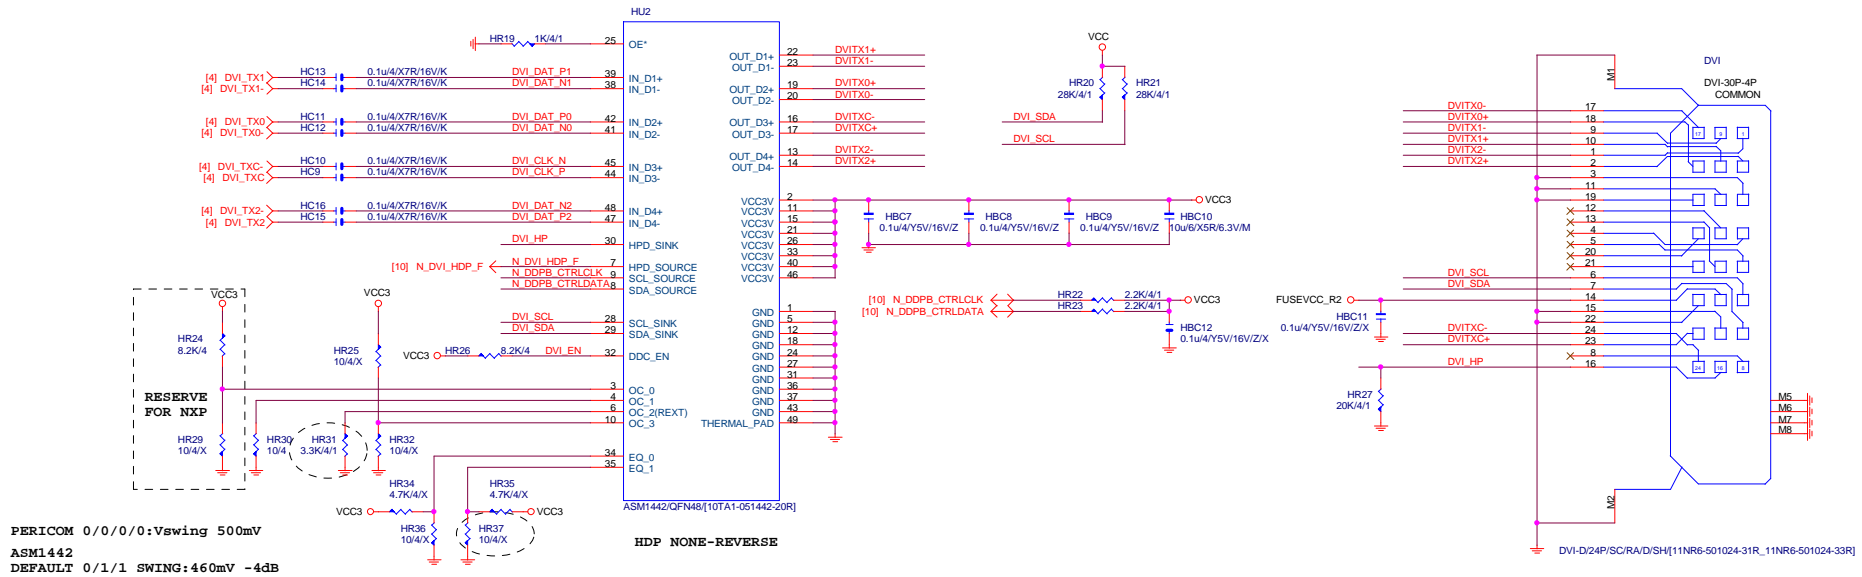 HU2
HR19 1K/4/1 25 OE*
[4] DVI_TX1 HC13 0.1u/4/X7R/16V/K DVI_DAT_P1 39 IN_D1+
[4] DVI_TX1- HC14 0.1u/4/X7R/16V/K DVI_DAT_N1 38 IN_D1-
[4] DVI_TX0 HC11 0.1u/4/X7R/16V/K DVI_DAT_P0 42 IN_D2+
[4] DVI_TX0- HC12 0.1u/4/X7R/16V/K DVI_DAT_N0 41 IN_D2-
[4] DVI_TXC- HC10 0.1u/4/X7R/16V/K DVI_CLK_N 45 IN_D3+
[4] DVI_TXC HC9 0.1u/4/X7R/16V/K DVI_CLK_P 44 IN_D3-
[4] DVI_TX2- HC16 0.1u/4/X7R/16V/K DVI_DAT_N2 48 IN_D4+
[4] DVI_TX2 HC15 0.1u/4/X7R/16V/K DVI_DAT_P2 47 IN_D4-
DVI_HP 30 HPD_SINK
[10] N_DVI_HDP_F N_DVI_HDP_F 7 HPD_SOURCE
N_DDPB_CTRLCLK 9 SCL_SOURCE
N_DDPB_CTRLDATA 8 SDA_SOURCE
DVI_SCL 28 SCL_SINK
DVI_SDA 29 SDA_SINK
VCC3 HR26 8.2K/4 DVI_EN 32 DDC_EN
3 OC_0
4 OC_1
6 OC_2(REXT)
10 OC_3
34 EQ_0
35 EQ_1
VCC3
HR24
8.2K/4
RESERVE
FOR NXP
HR29
10/4/X
VCC3
HR25
10/4/X
HR30
10/4
HR31
3.3K/4/1
HR32
10/4/X
HR34
4.7K/4/X
VCC3
HR36
10/4/X
HR35
4.7K/4/X
VCC3
HR37
10/4/X
OUT_D1+ 22 DVITX1+
OUT_D1- 23 DVITX1-
OUT_D2+ 19 DVITX0+
OUT_D2- 20 DVITX0-
OUT_D3+ 16 DVITXC-
OUT_D3- 17 DVITXC+
OUT_D4+ 13 DVITX2-
OUT_D4- 14 DVITX2+
VCC3V 2
VCC3V 11
VCC3V 15
VCC3V 21
VCC3V 26
VCC3V 33
VCC3V 40
VCC3V 46
GND 1
GND 5
GND 12
GND 18
GND 24
GND 27
GND 31
GND 36
GND 37
GND 43
THERMAL_PAD 49
ASM1442/QFN48/[10TA1-051442-20R]
HDP NONE-REVERSE
PERICOM 0/0/0/0:Vswing 500mV
ASM1442
DEFAULT 0/1/1 SWING:460mV -4dB
VCC
HR20
28K/4/1
HR21
28K/4/1
DVI_SDA
DVI_SCL
VCC3
HBC7
0.1u/4/Y5V/16V/Z
HBC8
0.1u/4/Y5V/16V/Z
HBC9
0.1u/4/Y5V/16V/Z
HBC10
10u/6/X5R/6.3V/M
[10] N_DDPB_CTRLCLK HR22 2.2K/4/1 VCC3
[10] N_DDPB_CTRLDATA HR23 2.2K/4/1
HBC12
0.1u/4/Y5V/16V/Z/X
DVI
DVI-30P-4P
COMMON
M1
DVITX0- 17
DVITX0+ 18
DVITX1- 9
DVITX1+ 10
DVITX2- 1
DVITX2+ 2
3
11
19
12
13
4
5
20
21
DVI_SCL 6
DVI_SDA 7
FUSEVCC_R2 14
15
22
DVITXC- 24
DVITXC+ 23
8
DVI_HP 16
HBC11
0.1u/4/Y5V/16V/Z/X
HR27
20K/4/1
17 9 1
24 16 8
M5
M6
M7
M8
M2
DVI-D/24P/SC/RA/D/SH/[11NR6-501024-31R_11NR6-501024-33R]